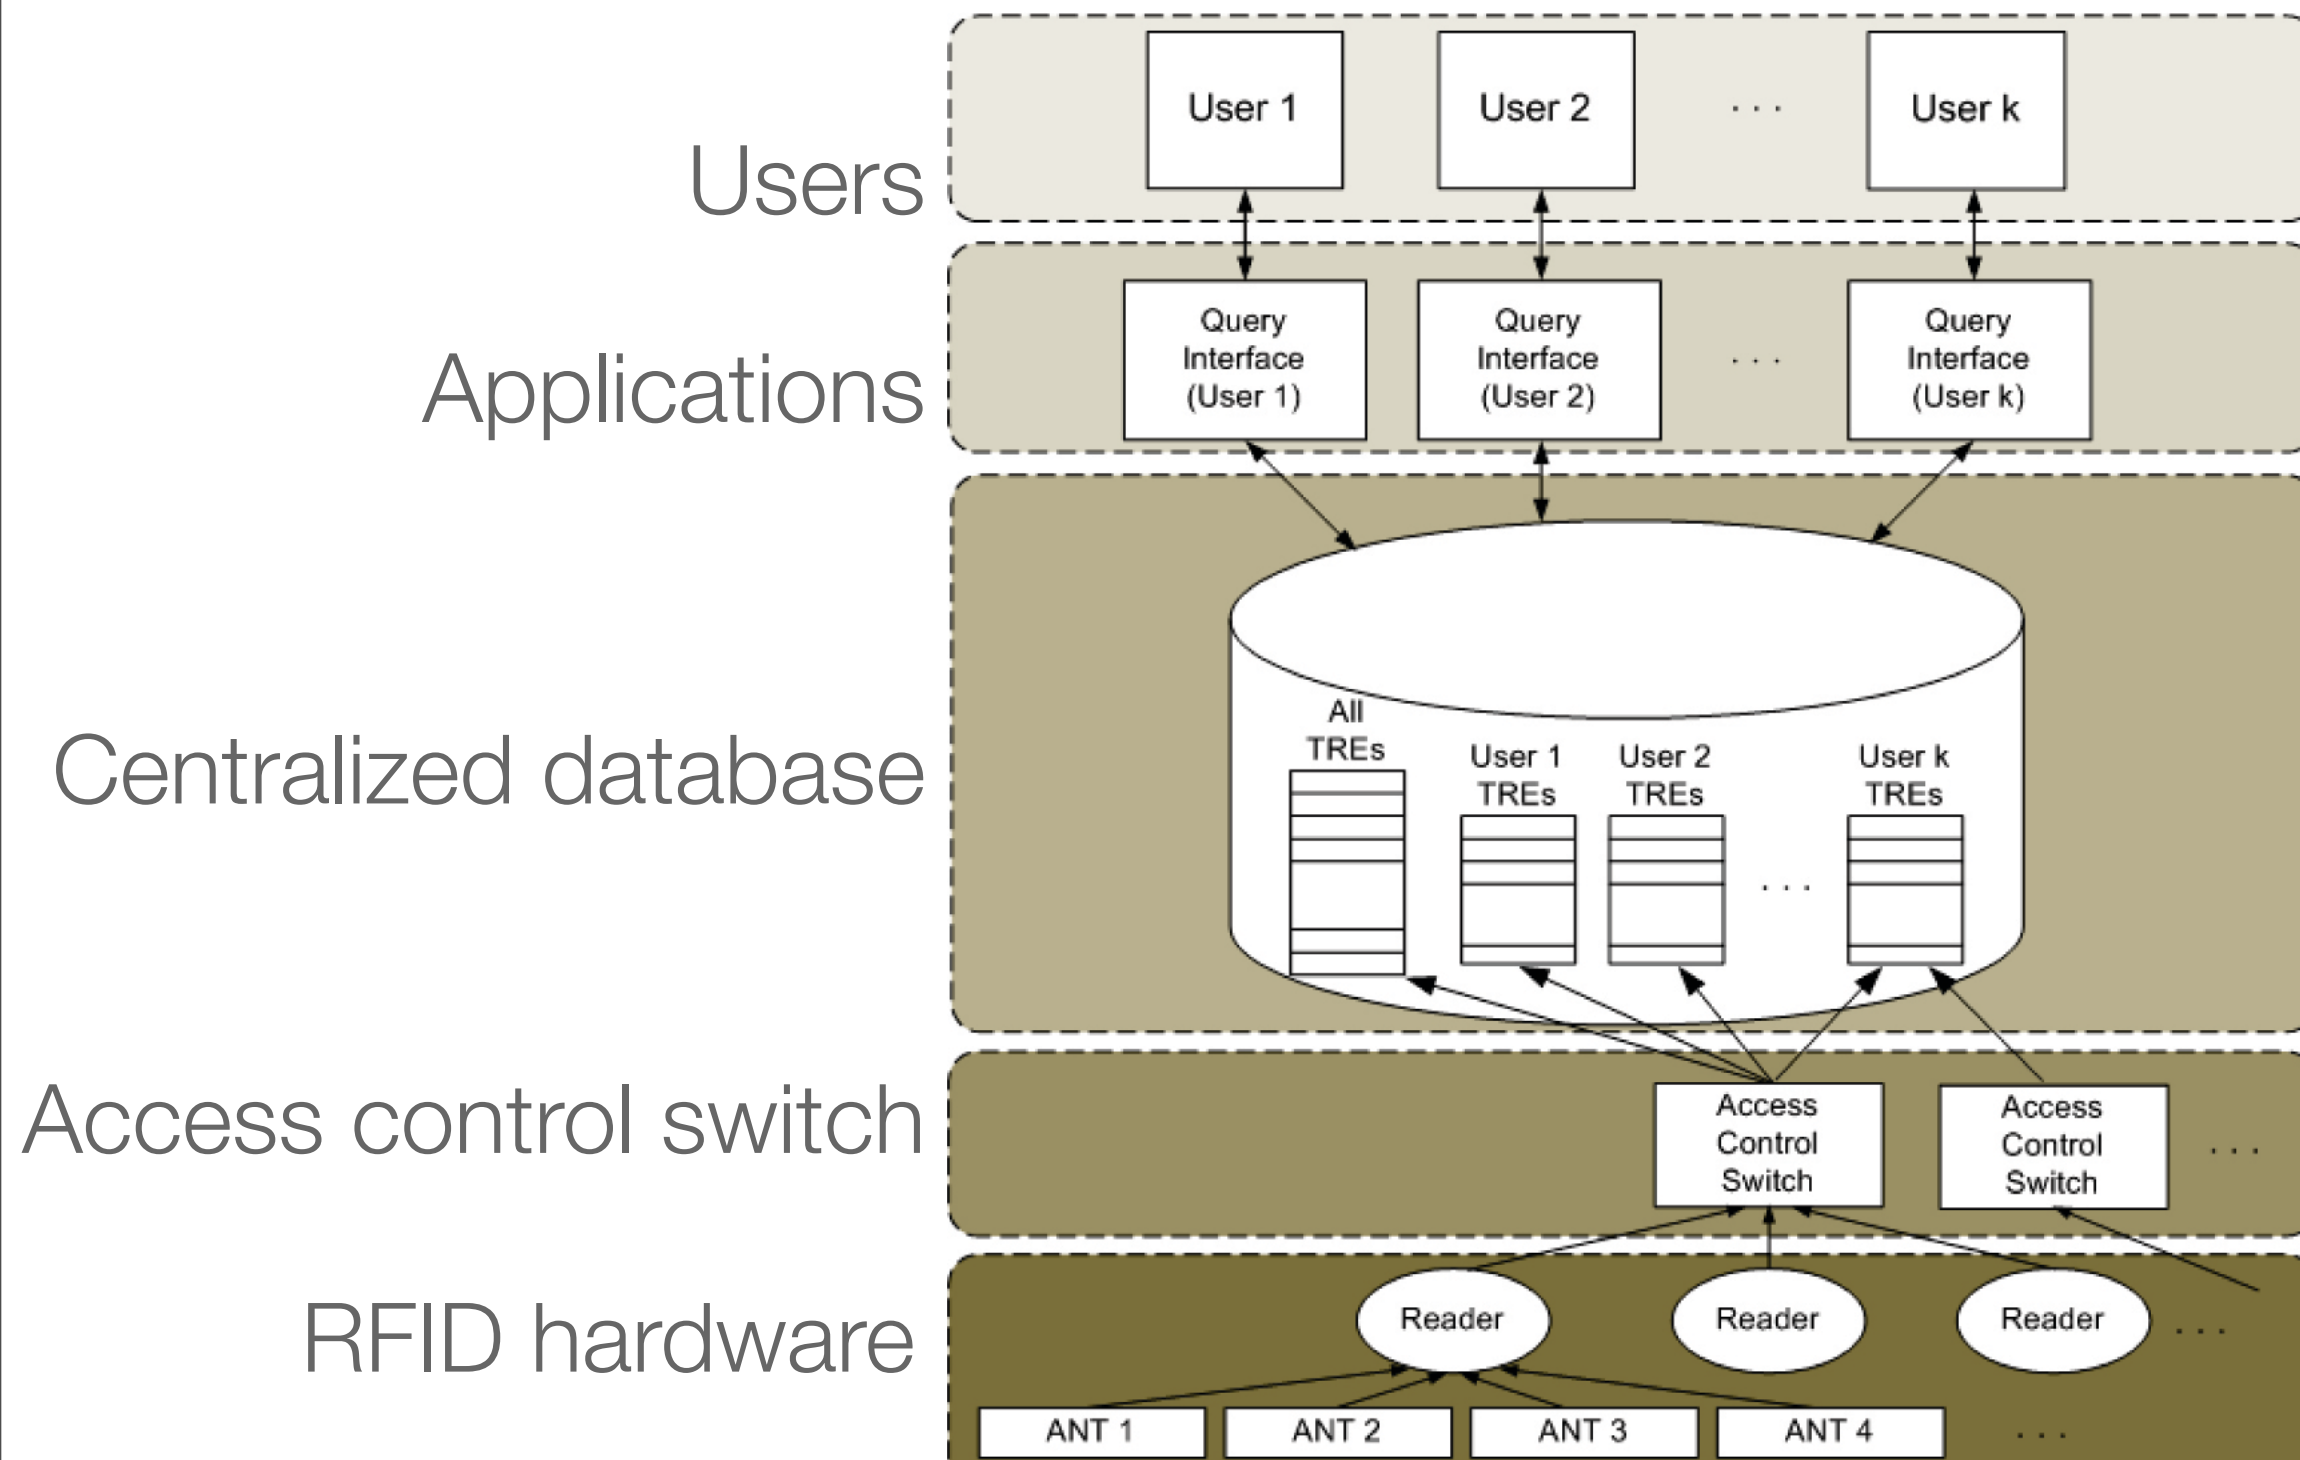 Users
User 1
User 2
. . .
User k
Applications
Query
Interface
(User 1)
Query
Interface
(User 2)
. . .
Query
Interface
(User k)
Centralized database
All
TREs
User 1
TREs
User 2
TREs
. . .
User k
TREs
Access control switch
Access
Control
Switch
Access
Control
Switch
. . .
RFID hardware
Reader
Reader
Reader
. . .
ANT 1
ANT 2
ANT 3
ANT 4
. . .